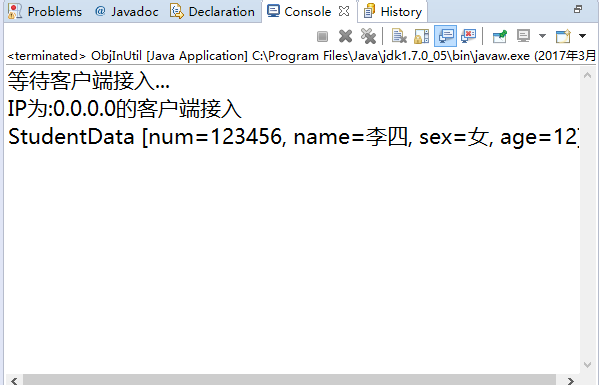 Problems @ Javadoc Declaration Console History
<terminated> ObjInUtil [Java Application] C:\Program Files\Java\jdk1.7.0_05\bin\javaw.exe (2017年3月
等待客户端接入...
IP为:0.0.0.0的客户端接入
StudentData [num=123456, name=李四, sex=女, age=12]